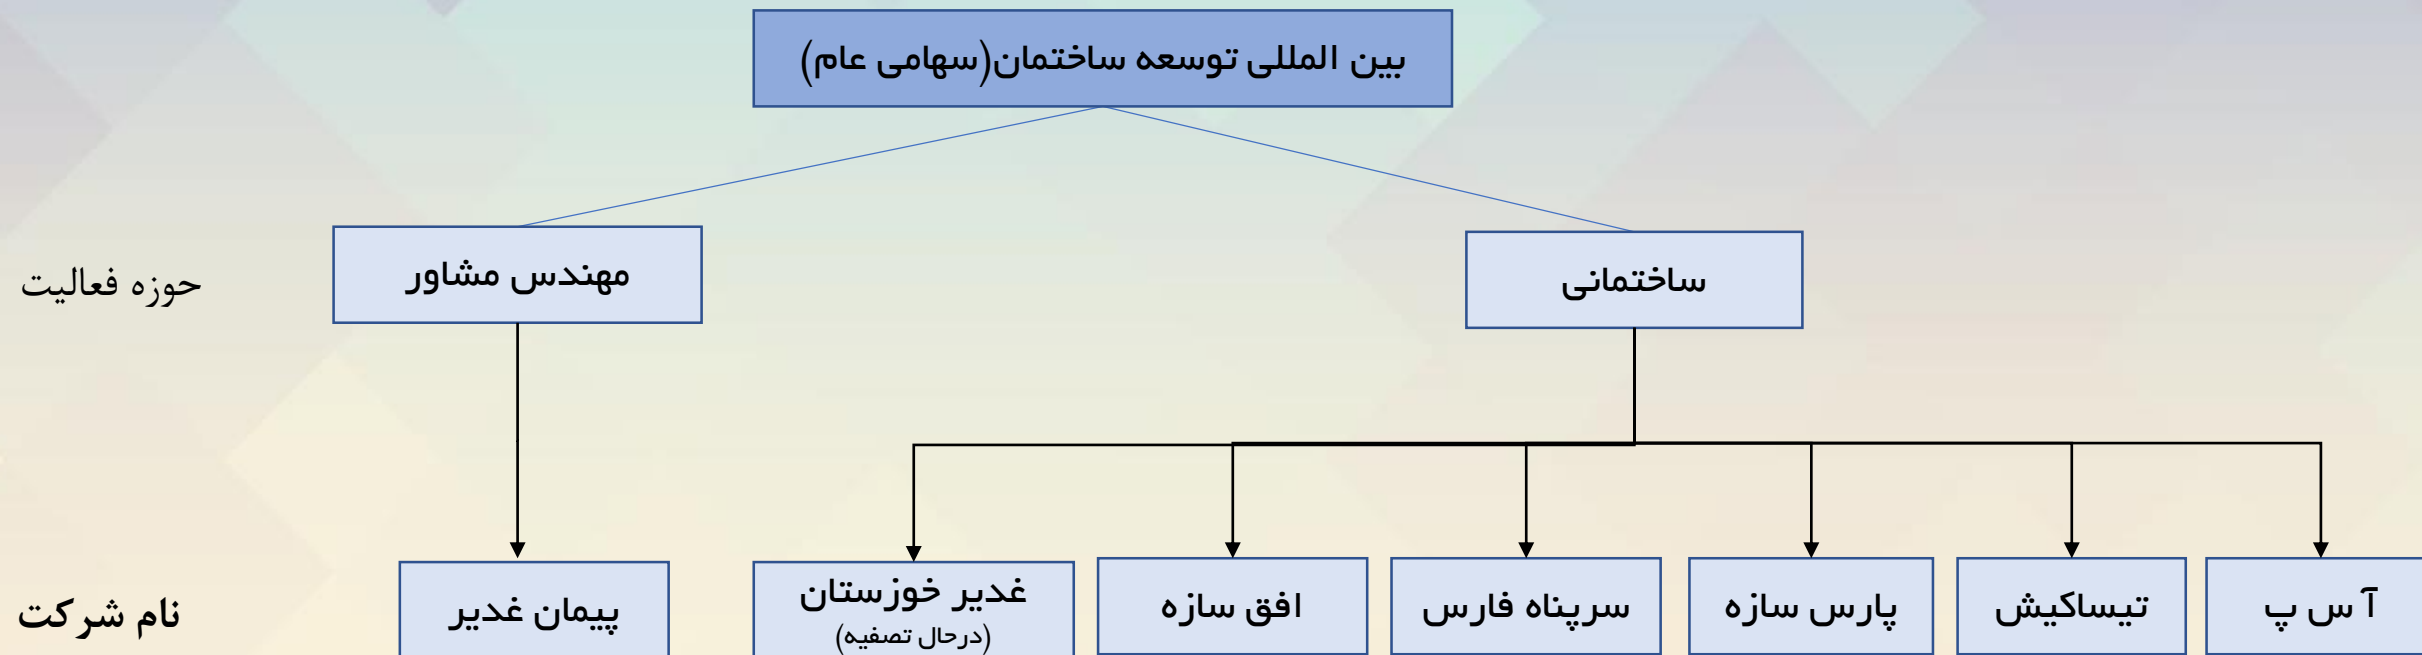 بین المللی توسعه ساختمان(سهامی عام)
ساختمانی
مهندس مشاور
حوزه فعالیت
آ س پ
تیساکیش
پارس سازه
سرپناه فارس
افق سازه
غدیر خوزستان
(درحال تصفیه)
پیمان غدیر
نام شرکت